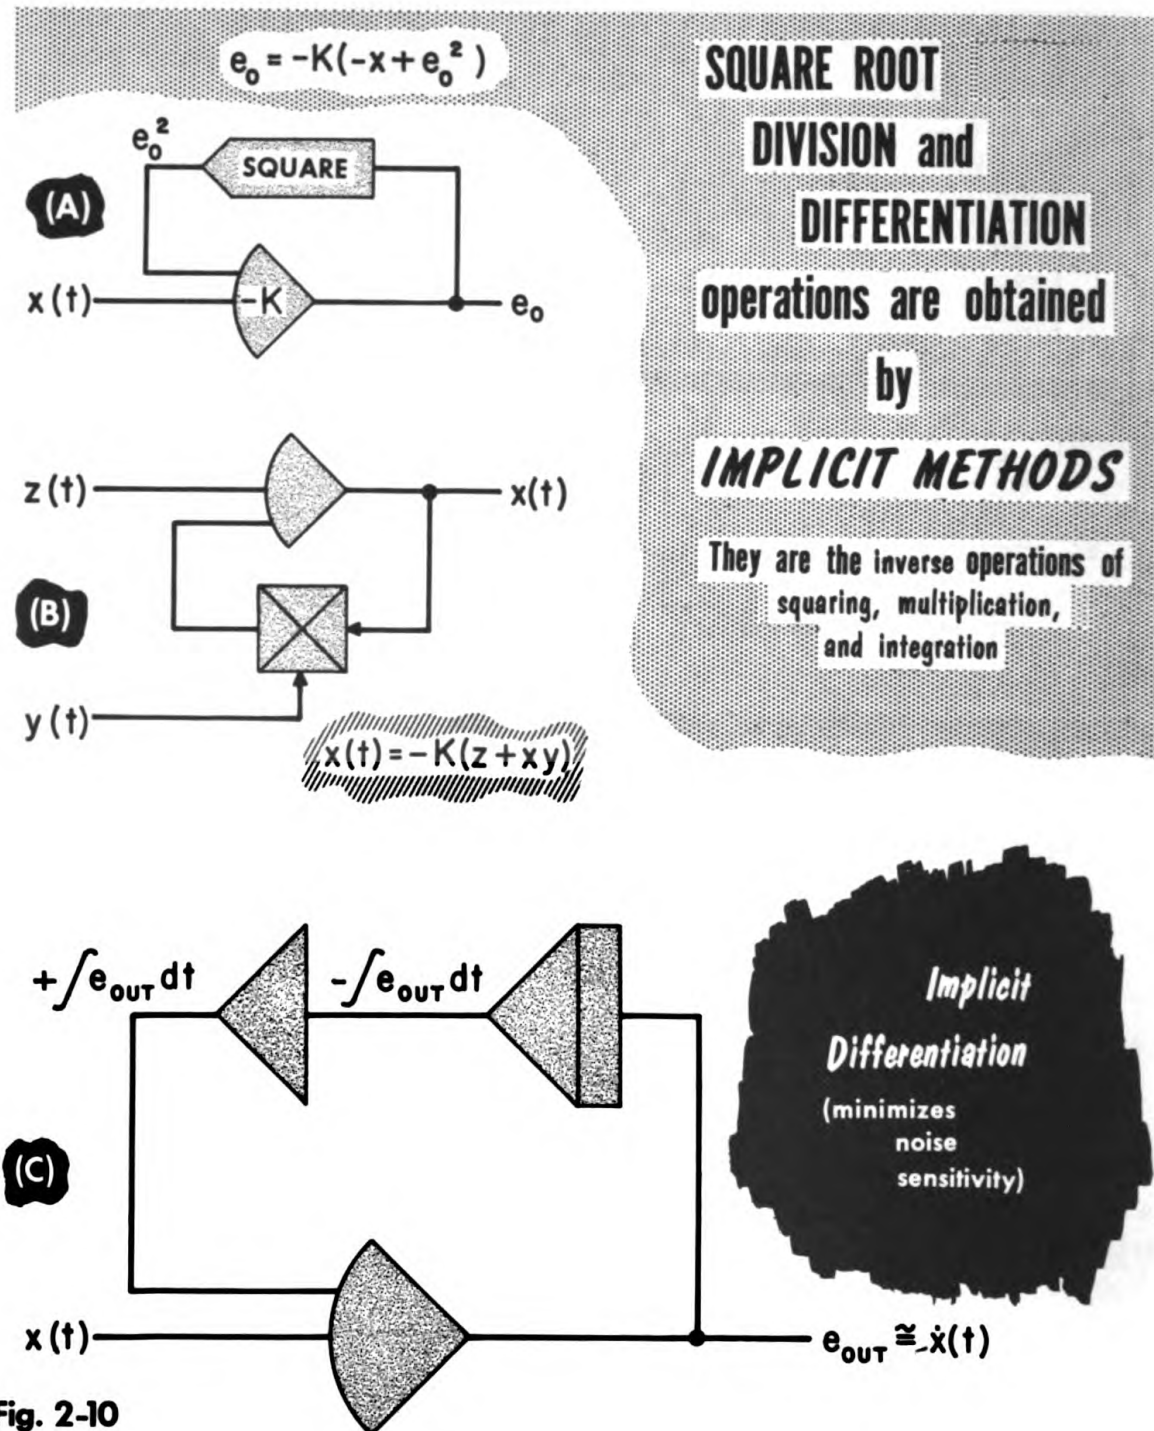 e₀ = -K(-x + e₀²)
SQUARE ROOT
DIVISION and
DIFFERENTIATION
operations are obtained
by
IMPLICIT METHODS
They are the inverse operations of
squaring, multiplication,
and integration
e₀²
SQUARE
(A)
x(t)
-K
e₀
z(t)
x(t)
(B)
y(t)
x(t) = -K(z + xy)
+∫e_OUT dt
-∫e_OUT dt
Implicit
Differentiation
(minimizes
noise
sensitivity)
(C)
x(t)
e_OUT ≅ -ẋ(t)
Fig. 2-10